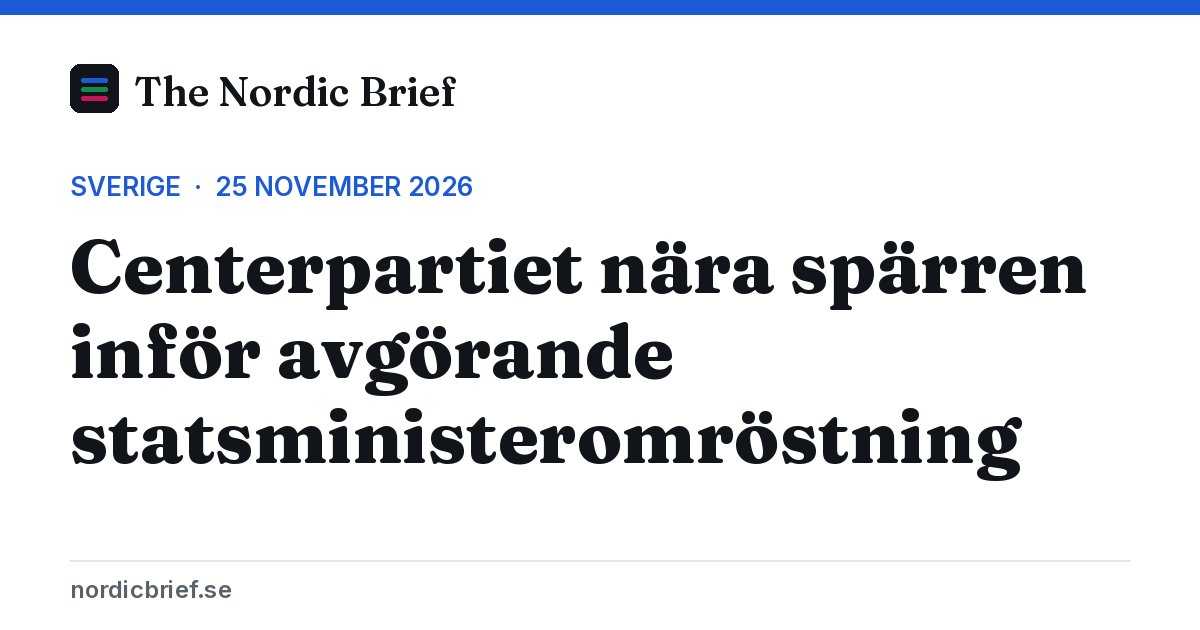 The Nordic Brief
SVERIGE · 25 NOVEMBER 2026
Centerpartiet nära spärren
inför avgörande
statsministeromröstning
nordicbrief.se